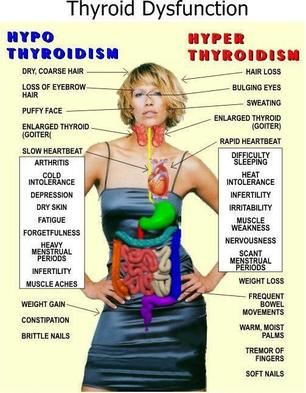 Thyroid Dysfunction
HYPO
THYROIDISM
DRY, COARSE HAIR
LOSS OF EYEBROW
HAIR
PUFFY FACE
ENLARGED THYROID
(GOITER)
SLOW HEARTBEAT
ARTHRITIS
COLD
INTOLERANCE
DEPRESSION
DRY SKIN
FATIGUE
FORGETFULNESS
HEAVY
MENSTRUAL
PERIODS
INFERTILITY
MUSCLE ACHES
WEIGHT GAIN
CONSTIPATION
BRITTLE NAILS
HYPER
THYROIDISM
HAIR LOSS
BULGING EYES
SWEATING
ENLARGED THYROID
(GOITER)
RAPID HEARTBEAT
DIFFICULTY
SLEEPING
HEAT
INTOLERANCE
INFERTILITY
IRRITABILITY
MUSCLE
WEAKNESS
NERVOUSNESS
SCANT
MENSTRUAL
PERIODS
WEIGHT LOSS
FREQUENT
BOWEL
MOVEMENTS
WARM, MOIST
PALMS
TREMOR OF
FINGERS
SOFT NAILS